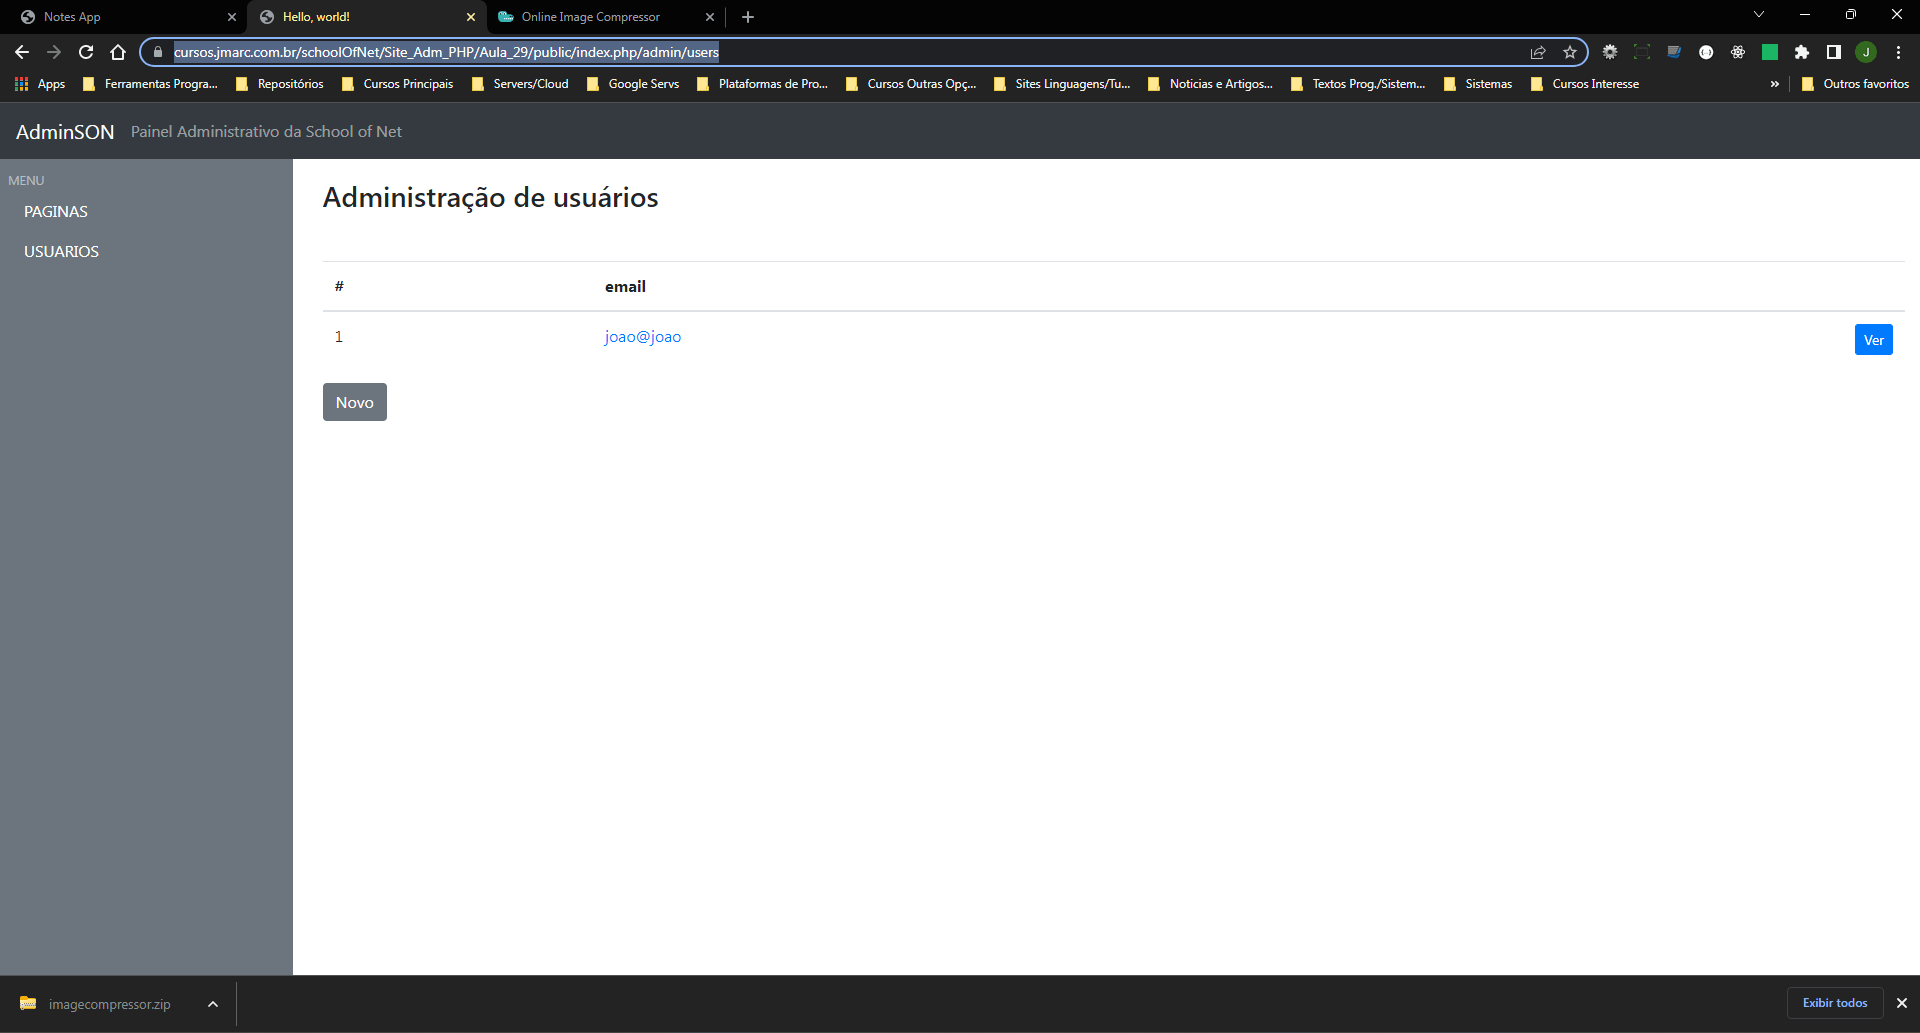 Notes App
Hello, world!
Online Image Compressor
cursos.jmarc.com.br/schoolOfNet/Site_Adm_PHP/Aula_29/public/index.php/admin/users
J
Apps
Ferramentas Progra...
Repositórios
Cursos Principais
Servers/Cloud
Google Servs
Plataformas de Pro...
Cursos Outras Opç...
Sites Linguagens/Tu...
Noticias e Artigos...
Textos Prog./Sistem...
Sistemas
Cursos Interesse
»
Outros favoritos
AdminSON Painel Administrativo da School of Net
MENU
PAGINAS
USUARIOS
Administração de usuários
# email
1 joao@joao Ver
Novo
imagecompressor.zip
Exibir todos